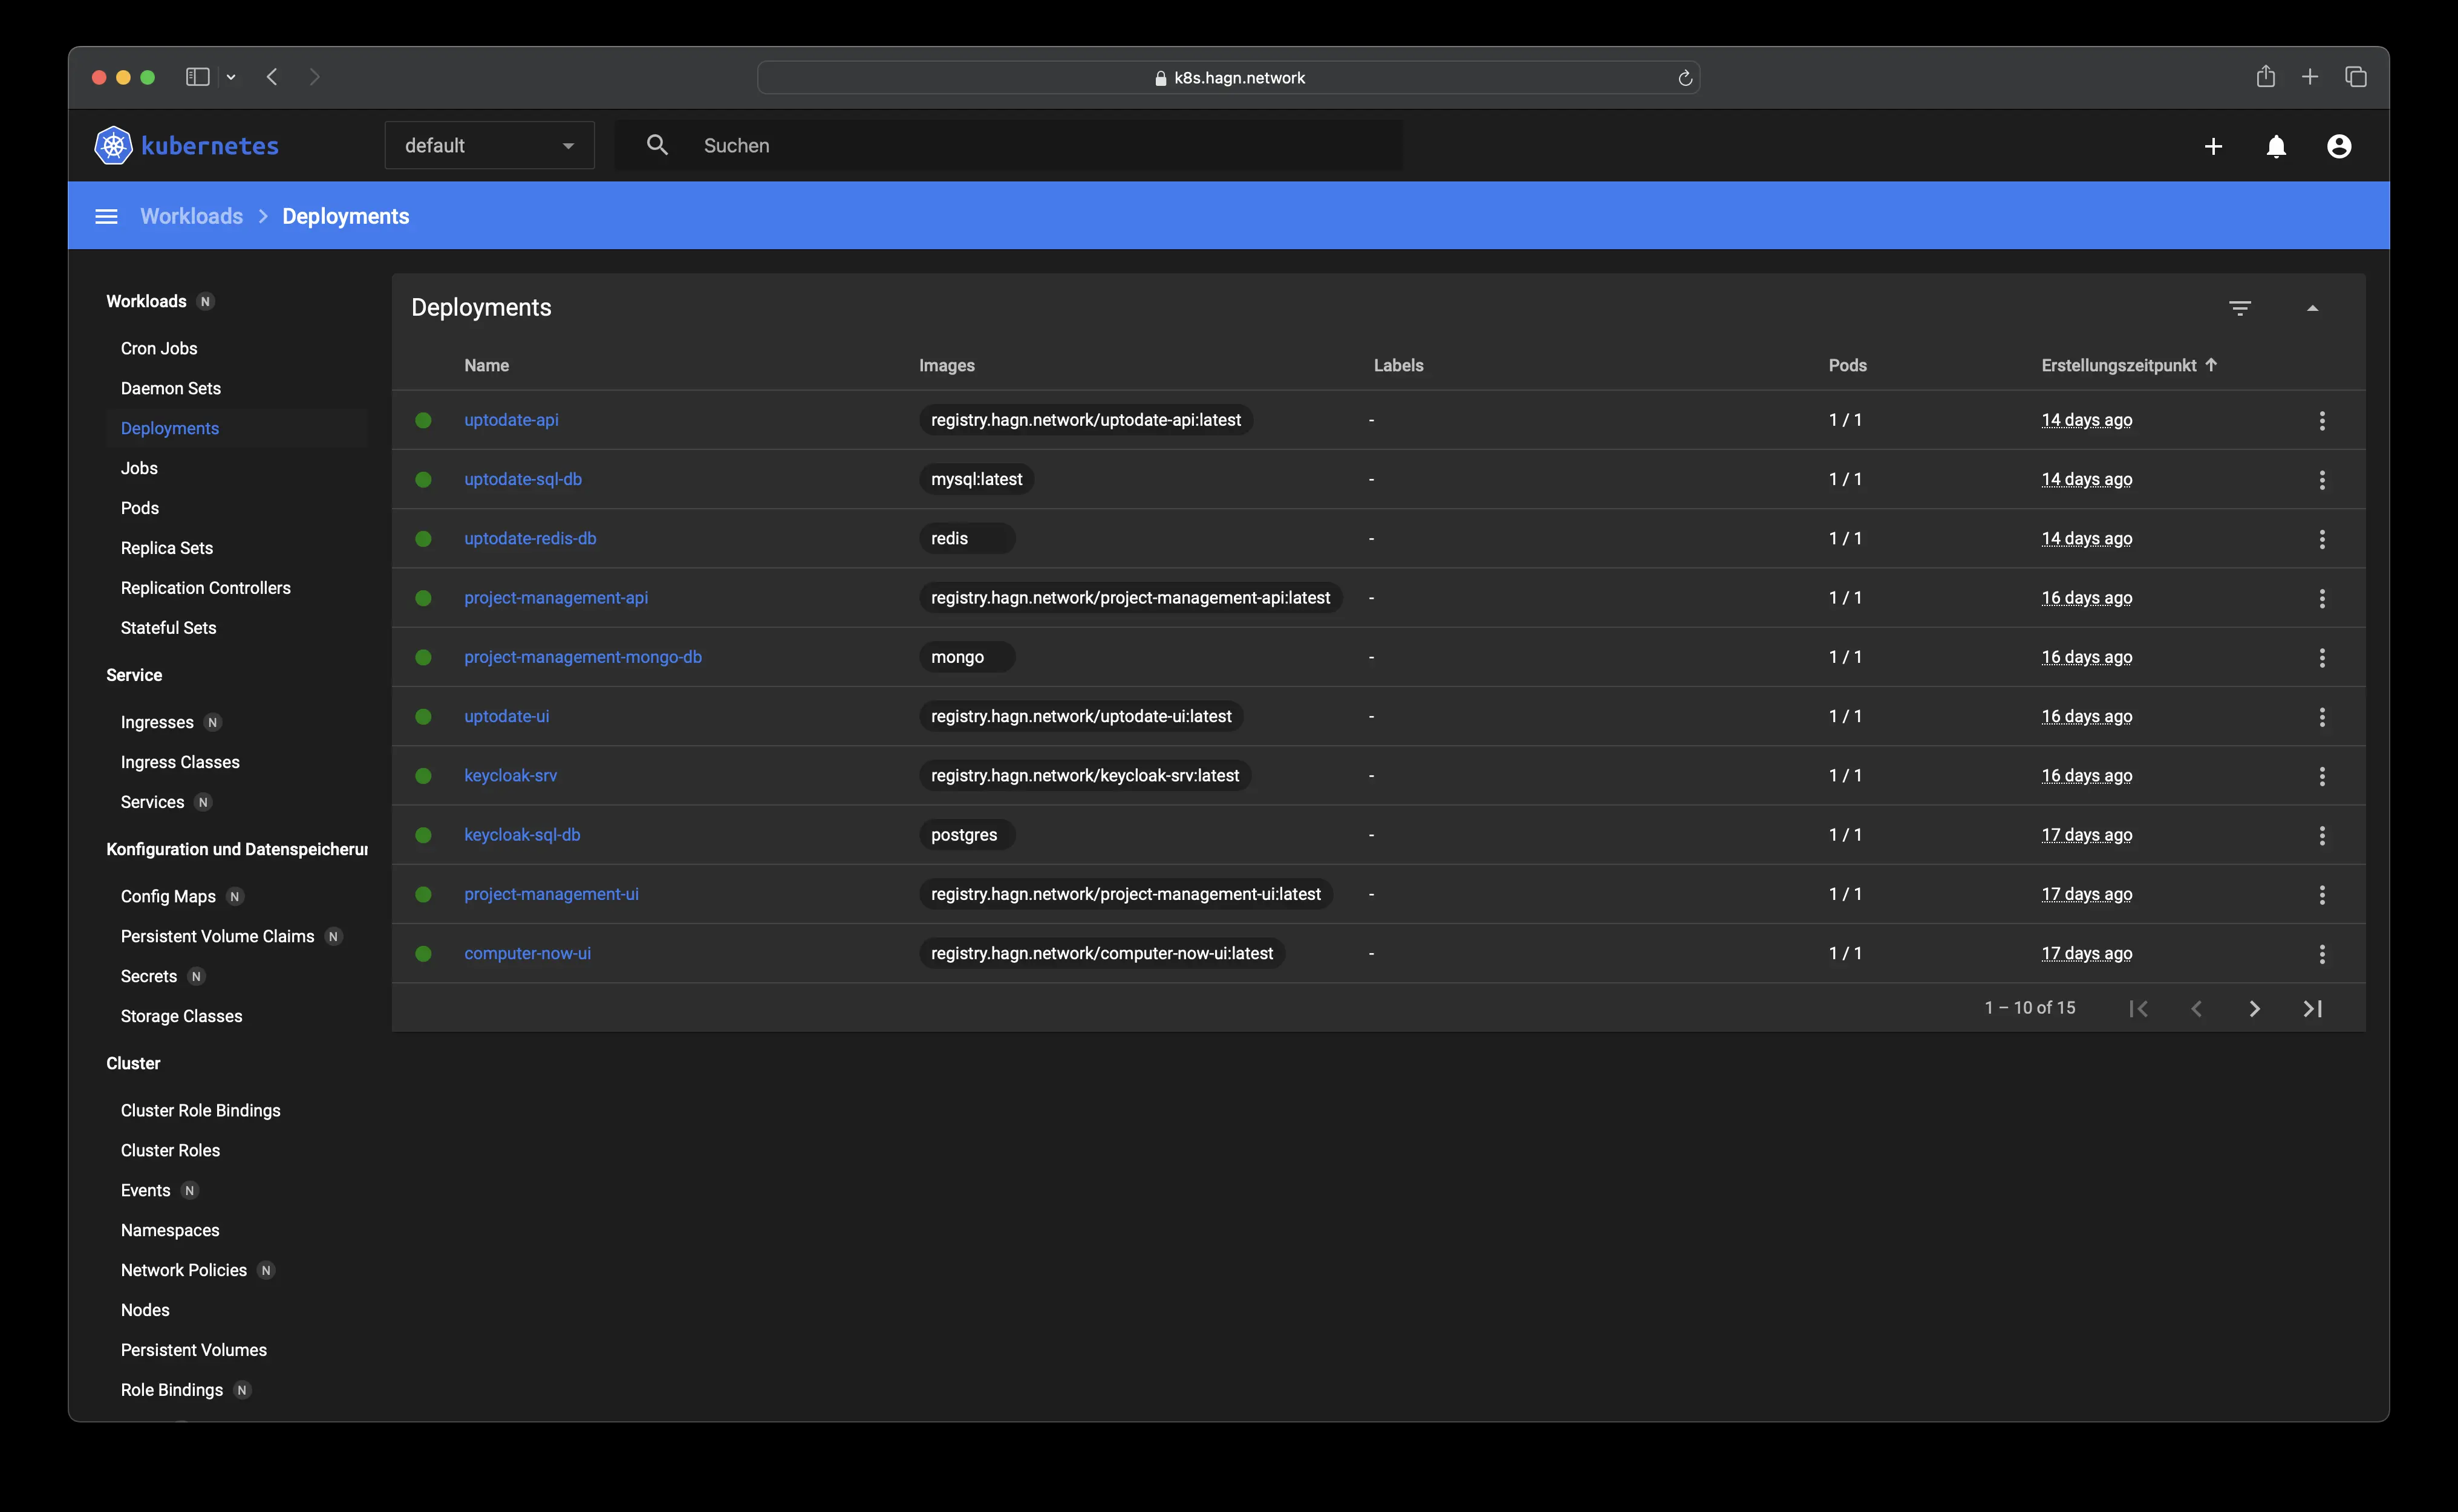 k8s.hagn.network
kubernetes
default
Suchen
Workloads
Deployments
Workloads N
Cron Jobs
Daemon Sets
Deployments
Jobs
Pods
Replica Sets
Replication Controllers
Stateful Sets
Service
Ingresses N
Ingress Classes
Services N
Konfiguration und Datenspeicherur
Config Maps N
Persistent Volume Claims N
Secrets N
Storage Classes
Cluster
Cluster Role Bindings
Cluster Roles
Events N
Namespaces
Network Policies N
Nodes
Persistent Volumes
Role Bindings N
Deployments
Name Images Labels Pods Erstellungszeitpunkt
uptodate-api registry.hagn.network/uptodate-api:latest - 1 / 1 14 days ago
uptodate-sql-db mysql:latest - 1 / 1 14 days ago
uptodate-redis-db redis - 1 / 1 14 days ago
project-management-api registry.hagn.network/project-management-api:latest - 1 / 1 16 days ago
project-management-mongo-db mongo - 1 / 1 16 days ago
uptodate-ui registry.hagn.network/uptodate-ui:latest - 1 / 1 16 days ago
keycloak-srv registry.hagn.network/keycloak-srv:latest - 1 / 1 16 days ago
keycloak-sql-db postgres - 1 / 1 17 days ago
project-management-ui registry.hagn.network/project-management-ui:latest - 1 / 1 17 days ago
computer-now-ui registry.hagn.network/computer-now-ui:latest - 1 / 1 17 days ago
1 – 10 of 15